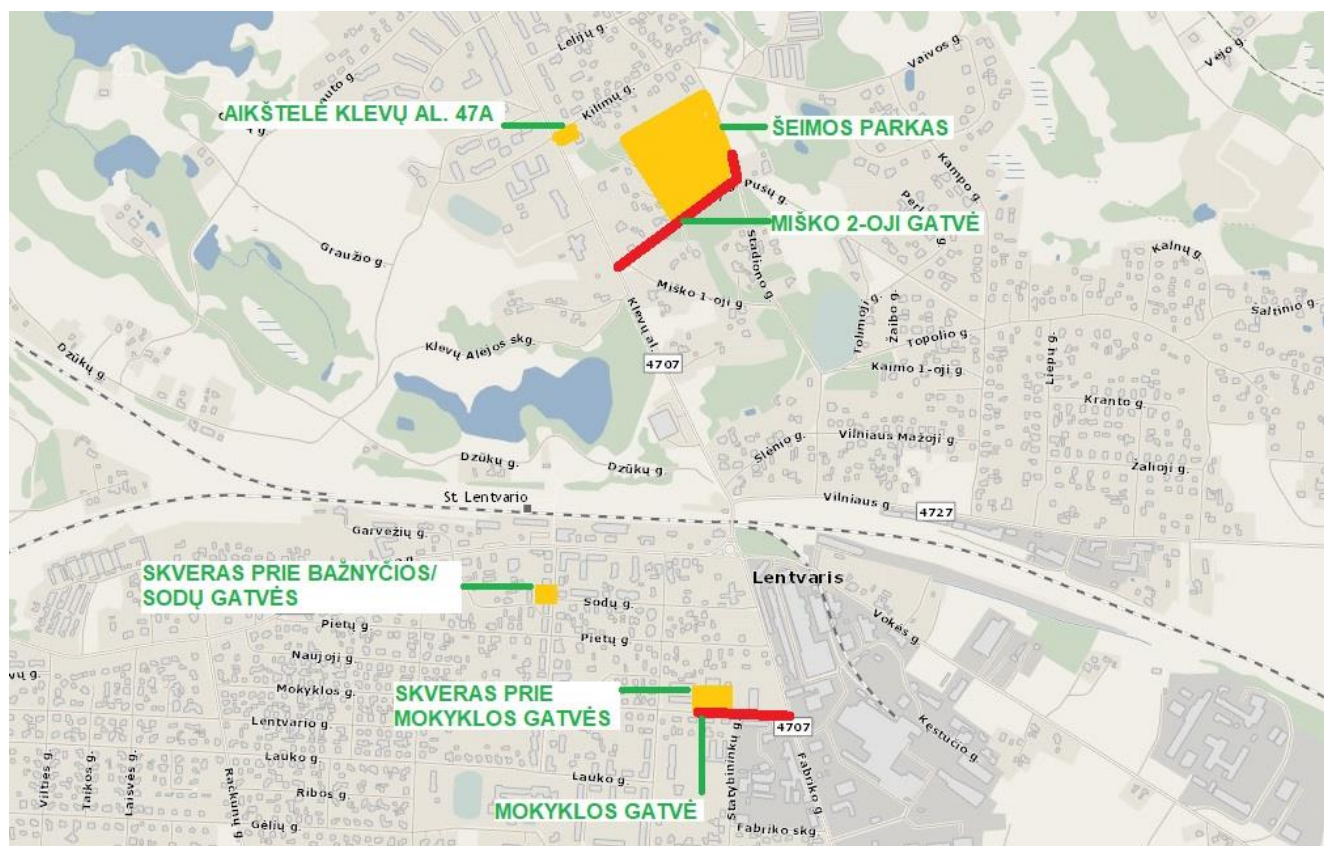 Lelijų g.
Vaivos g.
Vėjo g.
Kilimų g.
AIKŠTELĖ KLEVŲ AL. 47A
ŠEIMOS PARKAS
Kampo g.
Pušų g.
MIŠKO 2-OJI GATVĖ
Graužio g.
Stadiono g.
Kalnų g.
Miško 1-oji g.
Šaltinio g.
Klevų al.
Tolimoji g.
Žaibo g.
Topolio g.
Klevų Alejos skg.
Dzūkų g.
4707
Kaimo 1-oji g.
Liepų g.
Kranto g.
Slėnio g.
Vilniaus Mažoji g.
Žalioji g.
Dzūkų g.
Dzūkų g.
St. Lentvario
Vilniaus g.
4727
Garvežių g.
SKVERAS PRIE BAŽNYČIOS/
SODŲ GATVĖS
Lentvaris
Sodų g.
Vokės g.
Pietų g.
Pietų g.
Naujoji g.
Mokyklos g.
SKVERAS PRIE
MOKYKLOS GATVĖS
Lentvario g.
4707
Kęstučio g.
Lauko g.
Lauko g.
Vilties g.
Taikos g.
Laisvės g.
Račkūnų g.
Ribos g.
Statybininkų g.
Fabriko g.
MOKYKLOS GATVĖ
Gėlių g.
Fabriko skg.